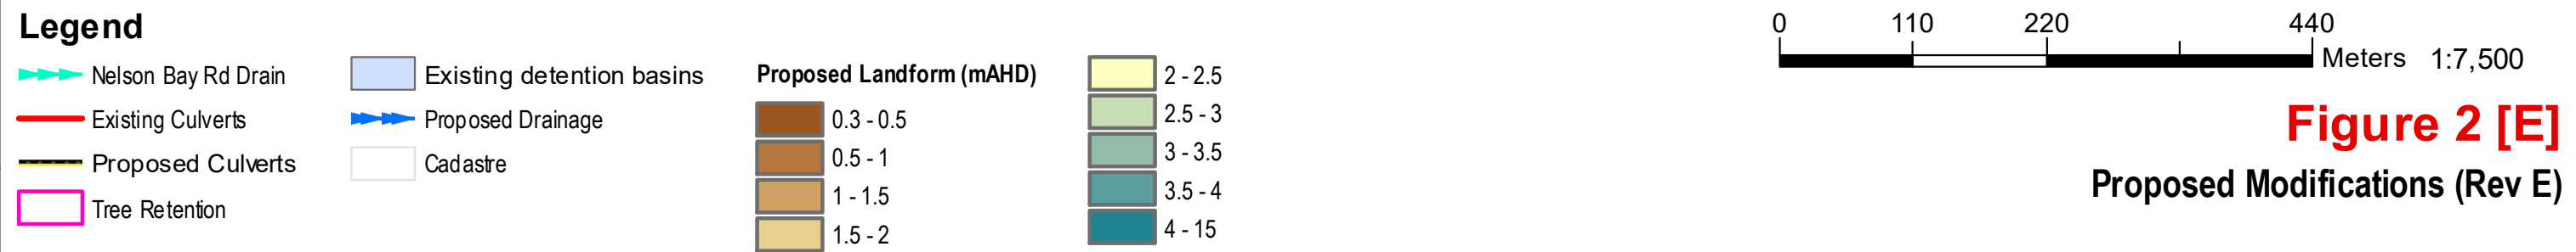 Legend
Nelson Bay Rd Drain
Existing Culverts
Proposed Culverts
Tree Retention
Existing detention basins
Proposed Drainage
Cadastre
Proposed Landform (mAHD)
0.3 - 0.5
0.5 - 1
1 - 1.5
1.5 - 2
2 - 2.5
2.5 - 3
3 - 3.5
3.5 - 4
4 - 15
0 110 220 440
Meters 1:7,500
Figure 2 [E]
Proposed Modifications (Rev E)